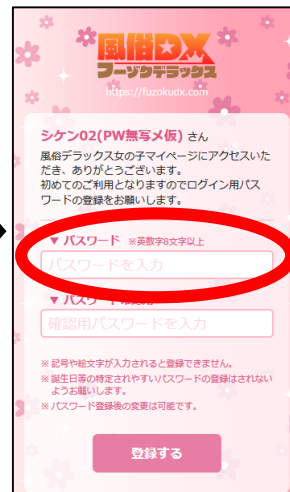 風俗DX
フーゾクデラックス
https://fuzokudx.com
シケン02(PW無写メ仮) さん
風俗デラックス女の子マイページにアクセスいた
だき、ありがとうございます。
初めてのご利用となりますのでログイン用パス
ワードの登録をお願いします。
▼ パスワード ※英数字8文字以上
パスワードを入力
▼ パスワード
確認用パスワードを入力
※ 記号や絵文字が入力されると登録できません。
※ 誕生日等の特定されやすいパスワードの登録はされない
ようお願いします。
※ パスワード登録後の変更は可能です。
登録する